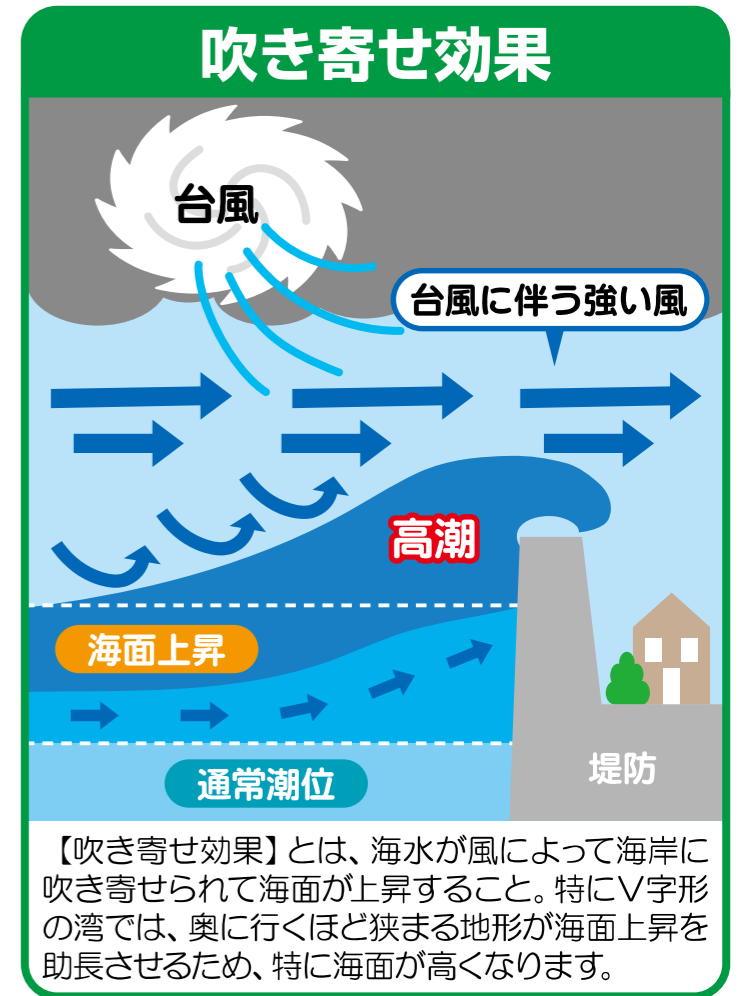 吹き寄せ効果
台風
台風に伴う強い風
高潮
海面上昇
通常潮位
堤防
【吹き寄せ効果】とは、海水が風によって海岸に
吹き寄せられて海面が上昇すること。特にV字形
の湾では、奥に行くほど狭まる地形が海面上昇を
助長させるため、特に海面が高くなります。